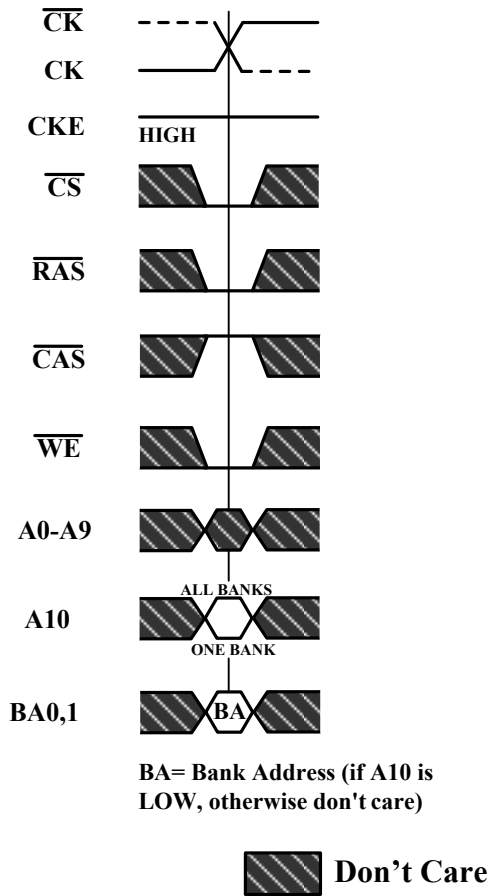 CK
CK
CKE
HIGH
CS
RAS
CAS
WE
A0-A9
ALL BANKS
A10
ONE BANK
BA0,1
BA
BA= Bank Address (if A10 is
LOW, otherwise don't care)
Don't Care